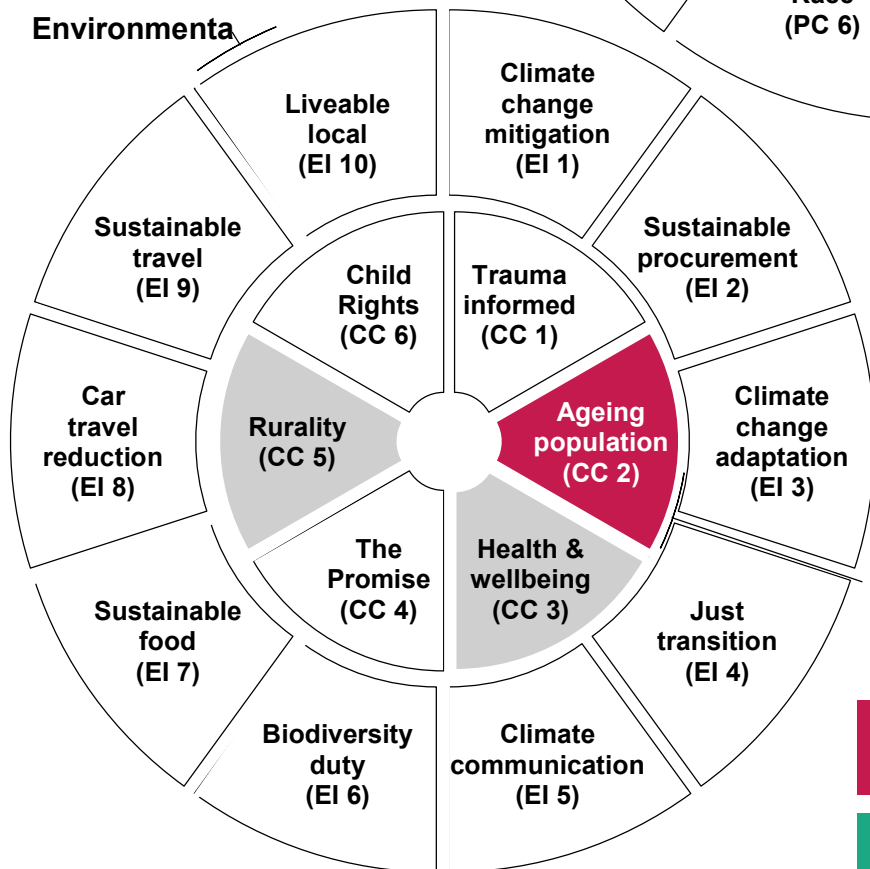 Environmenta
(PC 6)
Liveable
local
(EI 10)
Climate
change
mitigation
(EI 1)
Sustainable
travel
(EI 9)
Sustainable
procurement
(EI 2)
Child
Rights
(CC 6)
Trauma
informed
(CC 1)
Car
travel
reduction
(EI 8)
Rurality
(CC 5)
Ageing
population
(CC 2)
Climate
change
adaptation
(EI 3)
The
Promise
(CC 4)
Health &
wellbeing
(CC 3)
Sustainable
food
(EI 7)
Just
transition
(EI 4)
Biodiversity
duty
(EI 6)
Climate
communication
(EI 5)